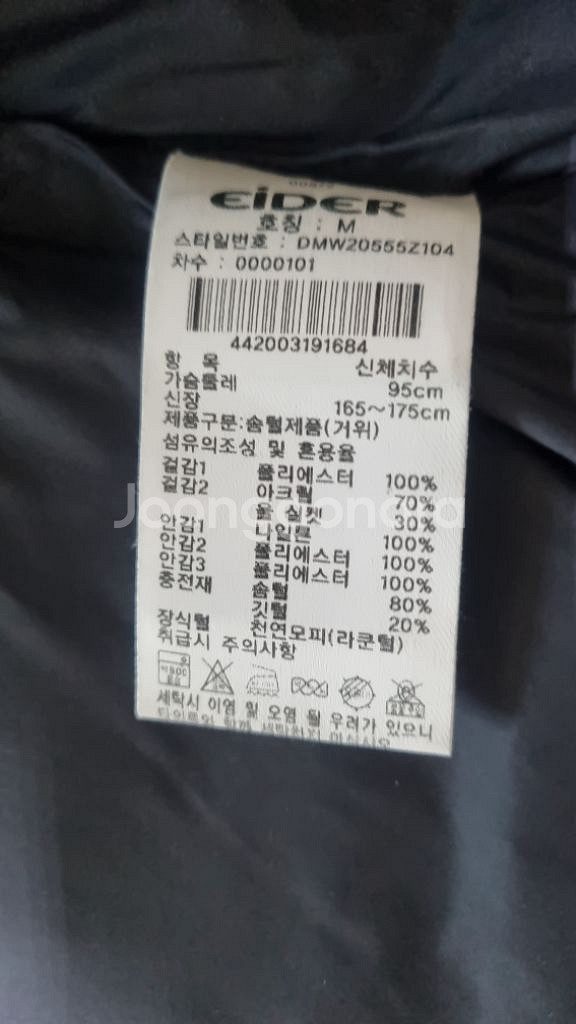 EIDER
호칭 : M
스타일번호 : DMW20555Z104
차수 : 0000101
442003191684
항 목 신체치수
가슴둘레 95cm
신장 165~175cm
제품구분:솜털제품(거위)
섬유의조성 및 혼용율
겉감1 폴리에스터 100%
겉감2 아크릴 70%
울 실켓 30%
안감1 나일론 100%
안감2 폴리에스터 100%
안감3 폴리에스터 100%
충전재 솜털 80%
깃털 20%
장식털 천연모피(라쿤털)
취급시 주의사항
세탁시 이염 및 오염 될 우려가 있으니
Joonggonara